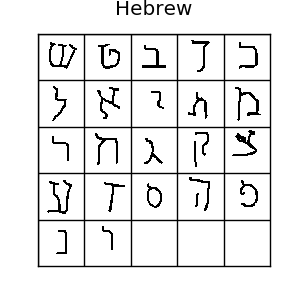 Hebrew
ש ט ב ז כ
ל א י ת מ
ר ח ג ק צ
ע ד ס ה פ
נ ו